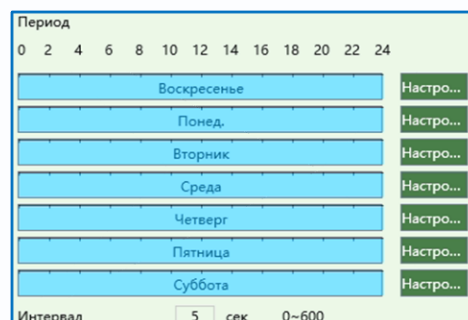 Период
0 2 4 6 8 10 12 14 16 18 20 22 24
Воскресенье Настро...
Понед. Настро...
Вторник Настро...
Среда Настро...
Четверг Настро...
Пятница Настро...
Суббота Настро...
Интервал 5 сек 0~600